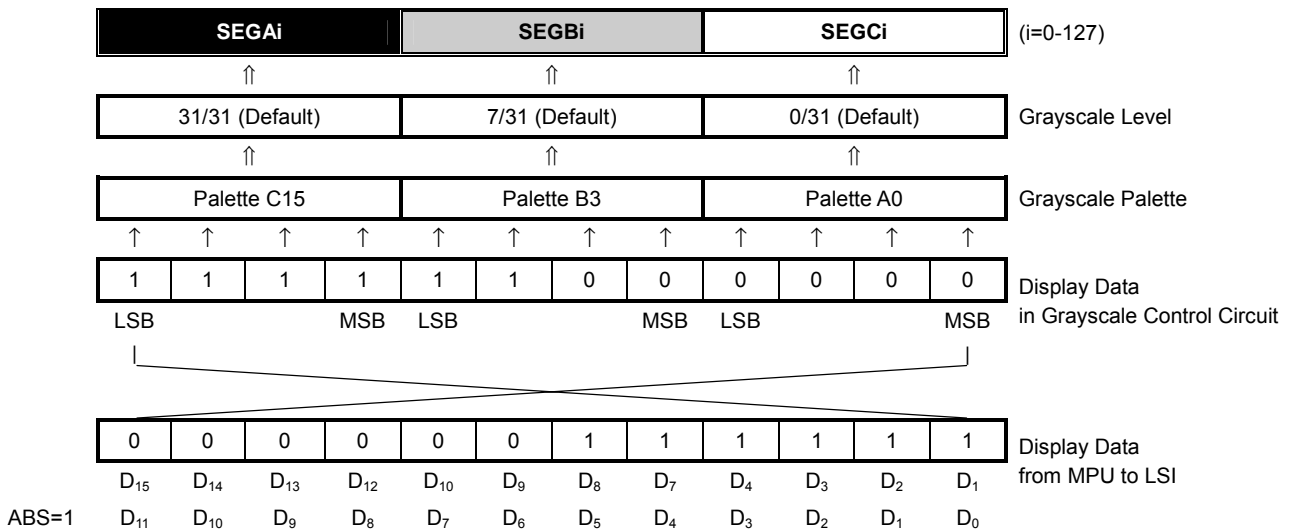 SEGAi SEGBi SEGCi (i=0-127)
⇑ ⇑ ⇑
31/31 (Default) 7/31 (Default) 0/31 (Default) Grayscale Level
⇑ ⇑ ⇑
Palette C15 Palette B3 Palette A0 Grayscale Palette
↑ ↑ ↑ ↑ ↑ ↑ ↑ ↑ ↑ ↑ ↑ ↑
1 1 1 1 1 1 0 0 0 0 0 0 Display Data
in Grayscale Control Circuit
LSB MSB LSB MSB LSB MSB
0 0 0 0 0 0 1 1 1 1 1 1 Display Data
from MPU to LSI
D15 D14 D13 D12 D10 D9 D8 D7 D4 D3 D2 D1
ABS=1 D11 D10 D9 D8 D7 D6 D5 D4 D3 D2 D1 D0